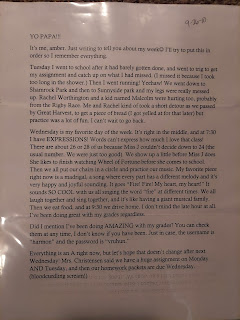 9-26-10
YO PAPA!!!
It's me, amber. Just writing to tell you about my week☺ I'll try to put this in
order so I remember everything.
Tuesday I went to school after it had barely gotten done, and went to trig to get
my assignment and catch up on what I had missed. (I missed it because I took
too long in the shower.) Then I went running! Yeehaw! We went down to
Shamrock Park and then to Sunnyside park and my legs were really messed
up. Rachel Worthington and a kid named Malcolm were hurting too, probably
from the Rigby Race. Me and Rachel kind of took a short detour as we passed
by Great Harvest, to get a piece of bread (I got yelled at for that later) but
practice was a lot of fun. I can't wait to go back.
Wednesday is my favorite day of the week. It's right in the middle, and at 7:30
I have EXPRESSIONS! Words can't express how much I love that class!
There are about 26 or 28 of us because Miss J couldn't decide down to 24 (the
usual number. We were just too good). We show up a little before Miss J does.
She likes to finish watching Wheel of Fortune before she comes to school.
Then we all put our chairs in a circle and practice our music. My favorite piece
right now is a madrigal, a song where every part has a different melody and it's
very happy and joyful sounding. It goes "Fire! Fire! My heart, my heart!" It
sounds SO COOL with us all singing the word "fire" at different times. We all
laugh together and sing together, and it's like having a giant musical family.
Then we eat food, and at 9:30 we drive home. I don't mind the late hour at all.
I've been doing great with my grades regardless.
Did I mention I've been doing AMAZING with my grades? You can check
them at any time, I don't know if you have been. Just in case, the username is
"harmon" and the password is
Everything is an A right now, but let's hope that doesn't change after next
Wednesday! Mrs. Christensen said we have a huge assignment on Monday
AND Tuesday, and then our homework packets are due Wednesday.
(bloodcurdling scream!)